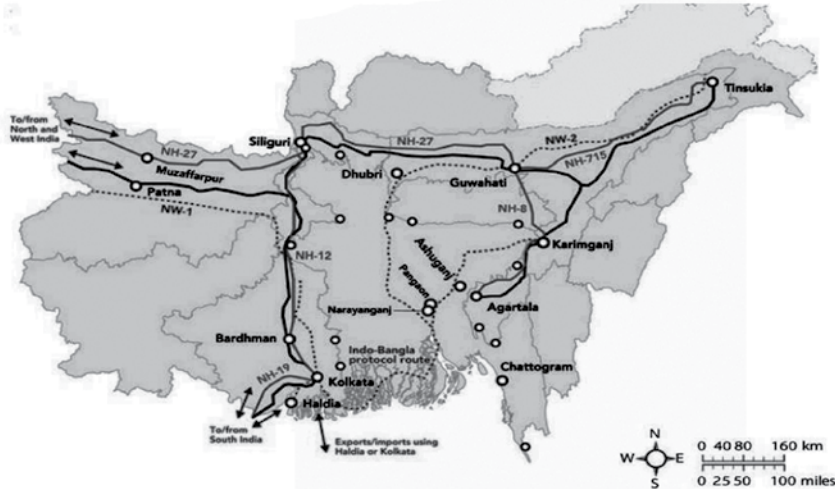 Tinsukia
To/from
North and
West India
NH-27
Siliguri
NH-27
NW-2
NH-715
Muzaffarpur
Dhubri
Guwahati
Patna
NW-1
NH-8
NH-12
Ashuganj
Karimganj
Pangaon
Narayanganj
Agartala
Bardhman
Indo-Bangla
protocol route
Chattogram
NH-19
Kolkata
Haldia
To/from
South India
Exports/imports using
Haldia or Kolkata
N
W E
S
0 40 80 160 km
0 25 50 100 miles